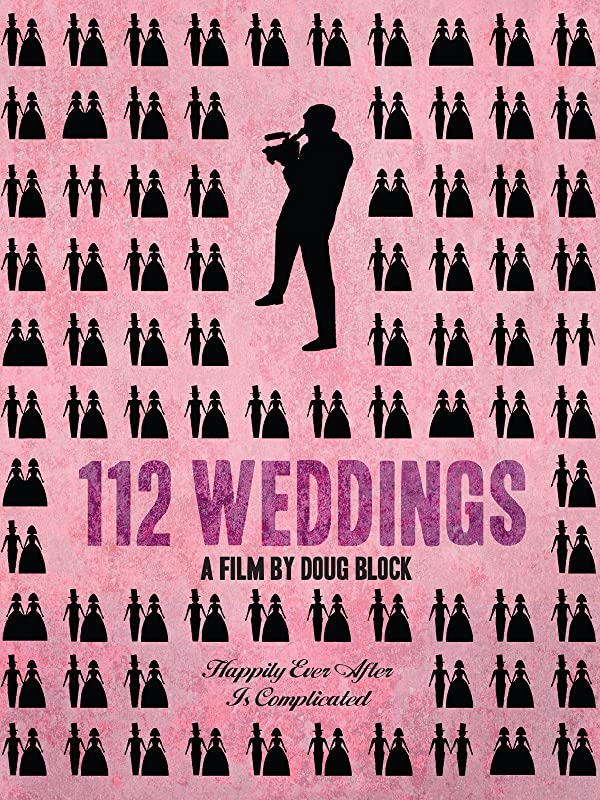 112 WEDDINGS
A FILM BY DOUG BLOCK
Happily Ever After
Is Complicated